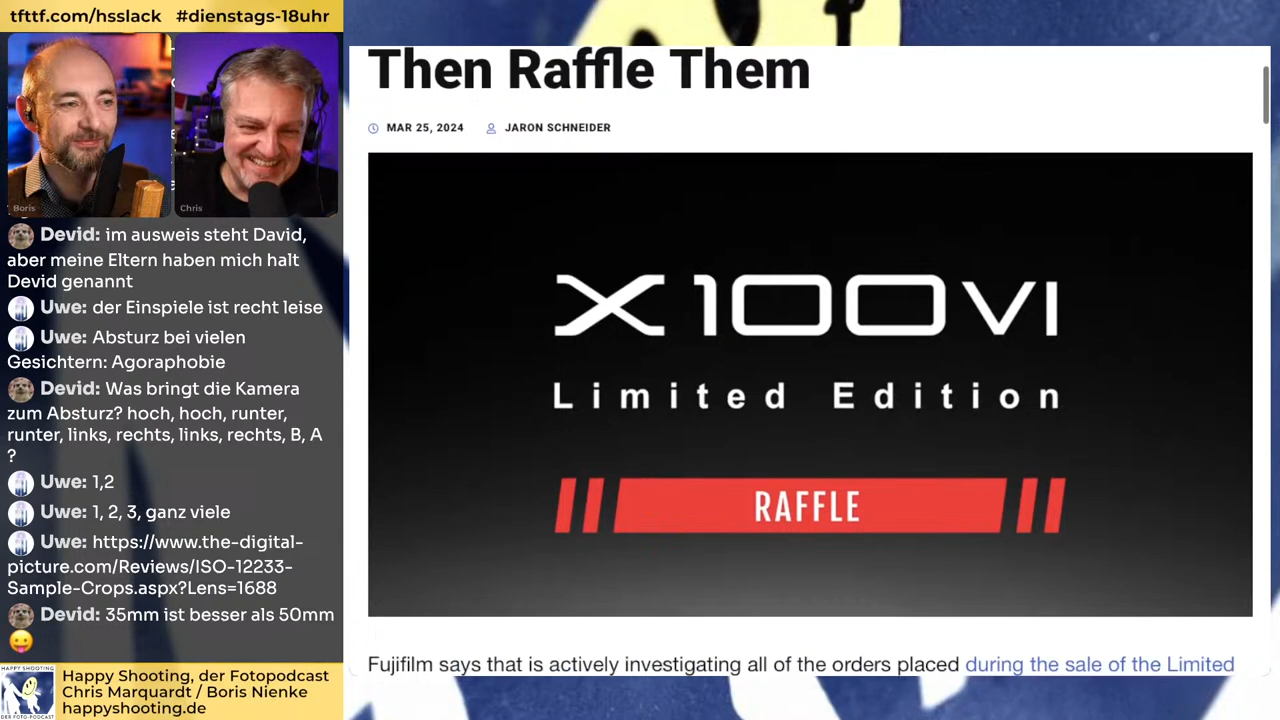 tfttf.com/hsslack #dienstags-18uhr
Boris
Chris
Devid: im ausweis steht David,
aber meine Eltern haben mich halt
Devid genannt
Uwe: der Einspiele ist recht leise
Uwe: Absturz bei vielen
Gesichtern: Agoraphobie
Devid: Was bringt die Kamera
zum Absturz? hoch, hoch, runter,
runter, links, rechts, links, rechts, B, A
?
Uwe: 1,2
Uwe: 1, 2, 3, ganz viele
Uwe: https://www.the-digital-
picture.com/Reviews/ISO-12233-
Sample-Crops.aspx?Lens=1688
Devid: 35mm ist besser als 50mm
😛
HAPPY SHOOTING
DER FOTO-PODCAST
Happy Shooting, der Fotopodcast
Chris Marquardt / Boris Nienke
happyshooting.de
Then Raffle Them
MAR 25, 2024 JARON SCHNEIDER
X100VI
Limited Edition
RAFFLE
Fujifilm says that is actively investigating all of the orders placed during the sale of the Limited